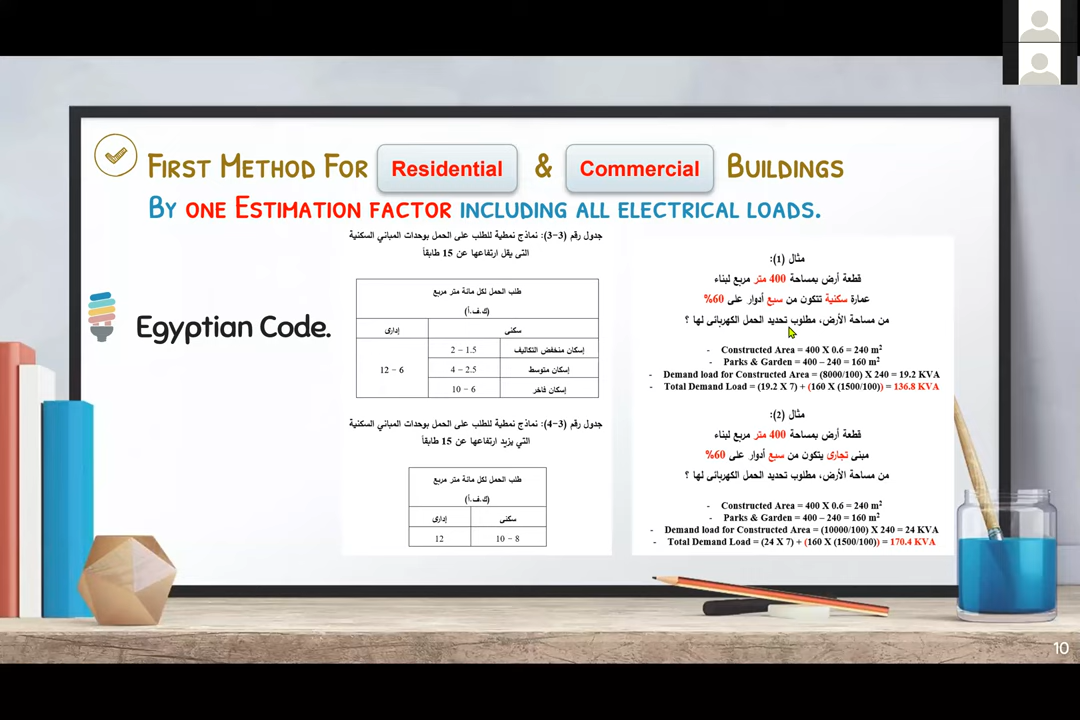 FIRST METHOD FOR Residential & Commercial BUILDINGS
BY ONE ESTIMATION FACTOR INCLUDING ALL ELECTRICAL LOADS.
Egyptian Code.
جدول رقم (3-3): نماذج نمطية للطلب على الحمل بوحدات المباني السكنية
التى يقل ارتفاعها عن 15 طابقاً
طلب الحمل لكل مائة متر مربع
(ك.ف.أ)
سكنى إدارى
إسكان منخفض التكاليف 1.5 – 2
إسكان متوسط 2.5 – 4
إسكان فاخر 6 – 10
6 – 12
جدول رقم (3-4): نماذج نمطية للطلب على الحمل بوحدات المباني السكنية
التي يزيد ارتفاعها عن 15 طابقاً
طلب الحمل لكل مائة متر مربع
(ك.ف.أ)
سكنى إدارى
8 – 10 12
مثال (1):
قطعة أرض بمساحة 400 متر مربع لبناء
عمارة سكنية تتكون من سبع أدوار على 60%
من مساحة الأرض، مطلوب تحديد الحمل الكهربائى لها ؟
- Constructed Area = 400 X 0.6 = 240 m²
- Parks & Garden = 400 – 240 = 160 m²
- Demand load for Constructed Area = (8000/100) X 240 = 19.2 KVA
- Total Demand Load = (19.2 X 7) + (160 X (1500/100)) = 136.8 KVA
مثال (2):
قطعة أرض بمساحة 400 متر مربع لبناء
مبنى تجارى يتكون من سبع أدوار على 60%
من مساحة الأرض، مطلوب تحديد الحمل الكهربائى لها ؟
- Constructed Area = 400 X 0.6 = 240 m²
- Parks & Garden = 400 – 240 = 160 m²
- Demand load for Constructed Area = (10000/100) X 240 = 24 KVA
- Total Demand Load = (24 X 7) + (160 X (1500/100)) = 170.4 KVA
10